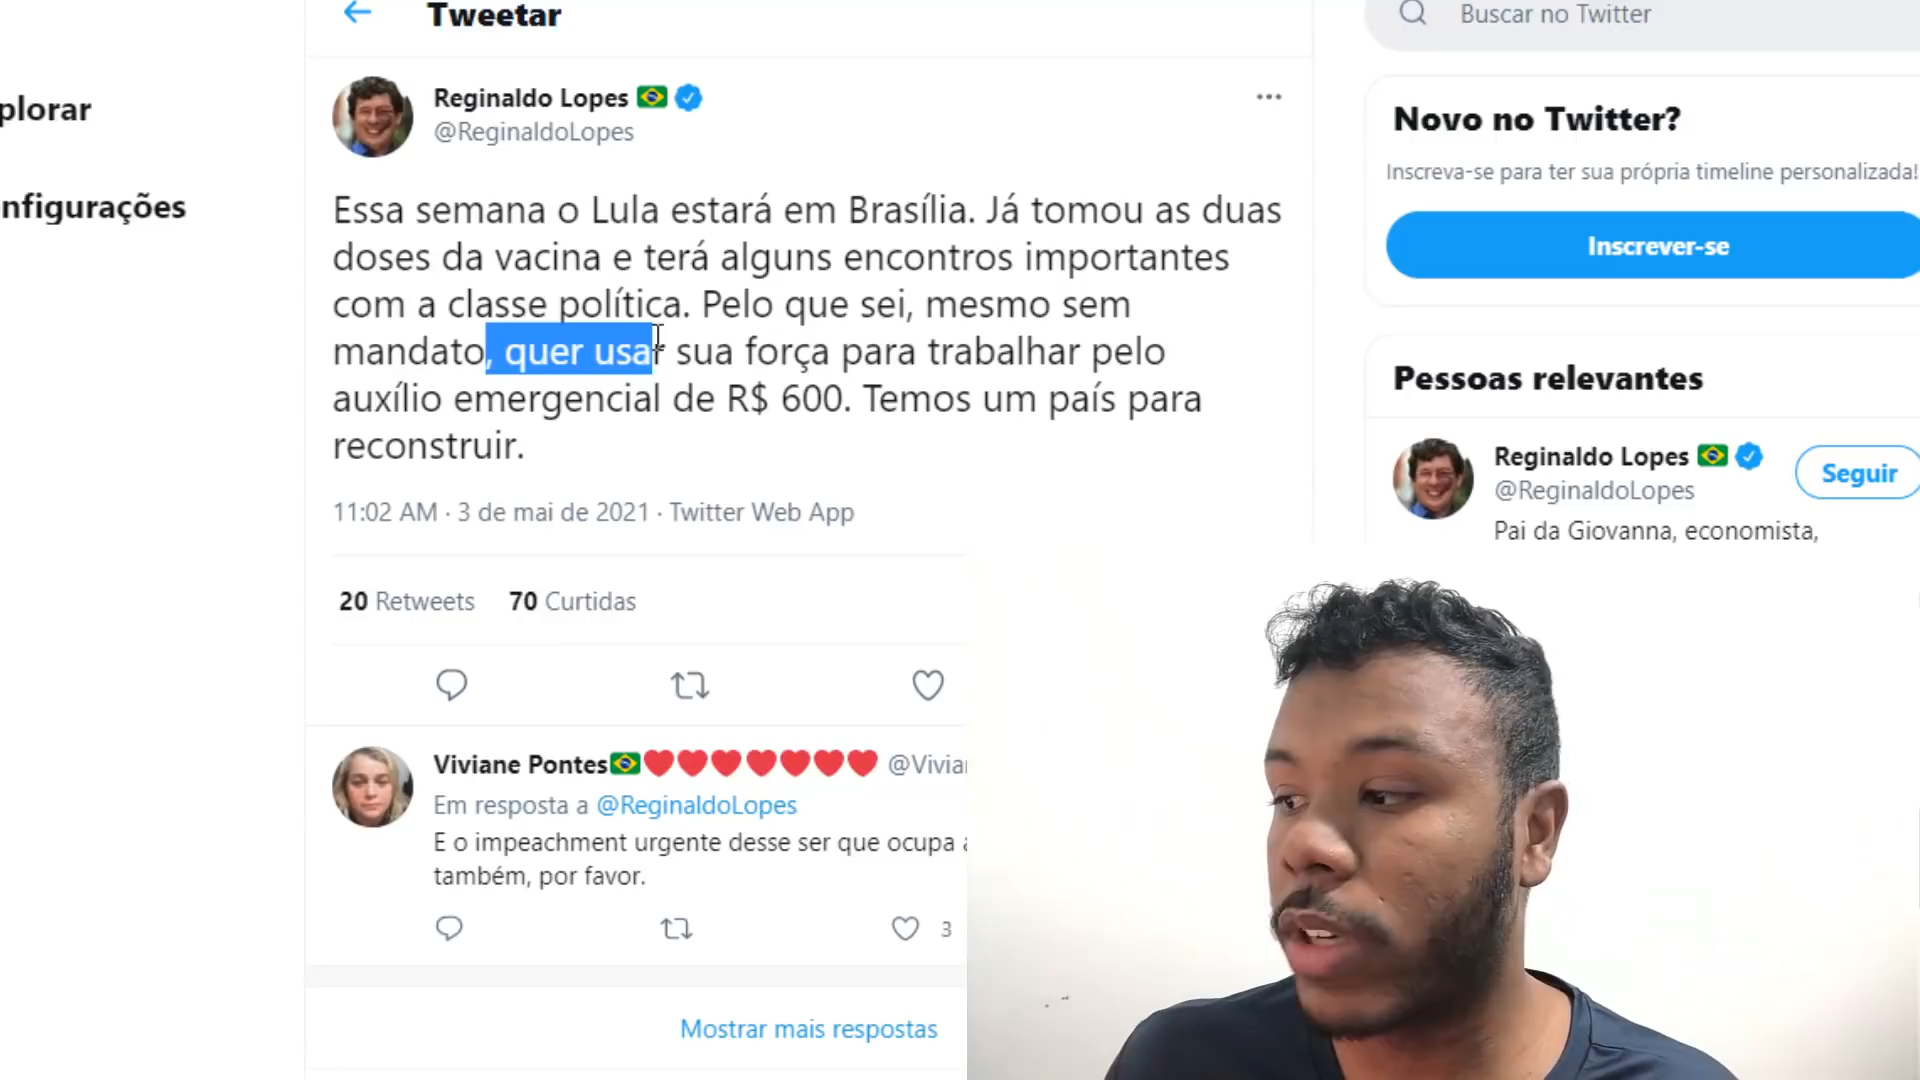 Tweetar
Buscar no Twitter
plorar
nfigurações
Reginaldo Lopes
@ReginaldoLopes
Essa semana o Lula estará em Brasília. Já tomou as duas
doses da vacina e terá alguns encontros importantes
com a classe política. Pelo que sei, mesmo sem
mandato, quer usar sua força para trabalhar pelo
auxílio emergencial de R$ 600. Temos um país para
reconstruir.
11:02 AM · 3 de mai de 2021 · Twitter Web App
20 Retweets 70 Curtidas
Viviane Pontes @Vivia
Em resposta a @ReginaldoLopes
E o impeachment urgente desse ser que ocupa a
também, por favor.
3
Mostrar mais respostas
Novo no Twitter?
Inscreva-se para ter sua própria timeline personalizada!
Inscrever-se
Pessoas relevantes
Reginaldo Lopes
Seguir
@ReginaldoLopes
Pai da Giovanna, economista,